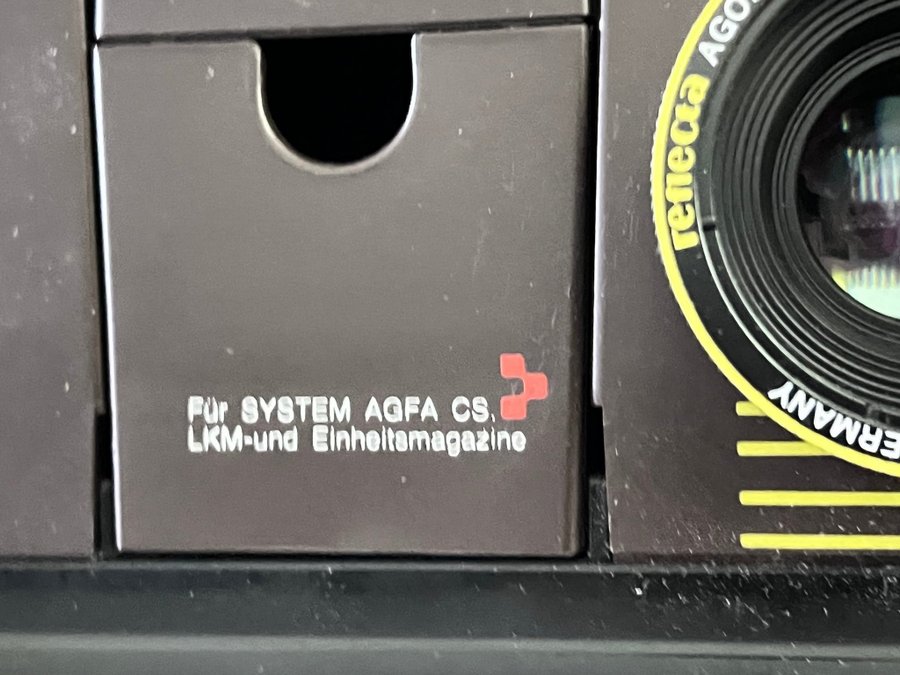 Für SYSTEM AGFA CS,
LKM-und Einheitsmagazine
reflecta